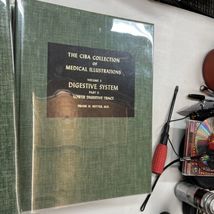 THE CIBA COLLECTION
OF
MEDICAL ILLUSTRATIONS
VOLUME 3
DIGESTIVE SYSTEM
PART II
LOWER DIGESTIVE TRACT
FRANK H. NETTER, M.D.